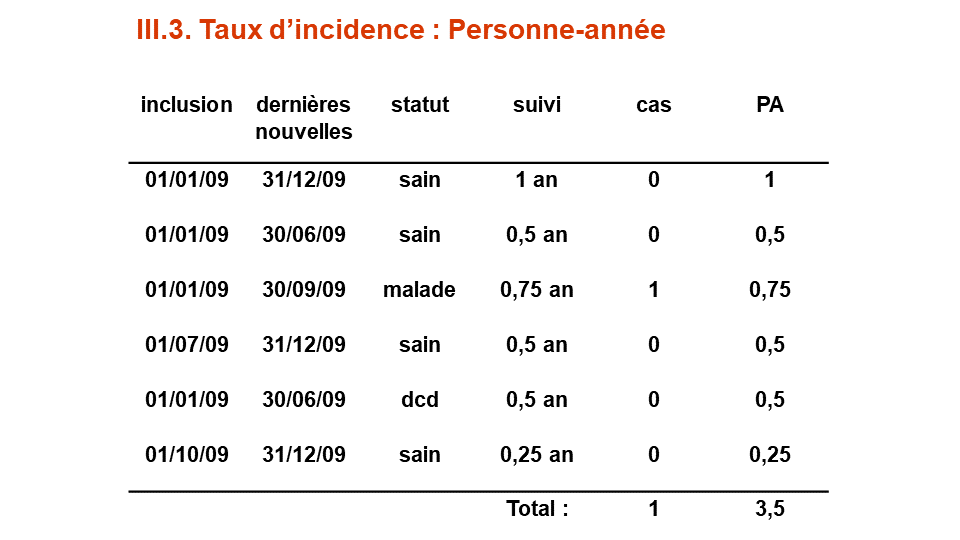 III.3. Taux d’incidence : Personne-année
inclusion dernières nouvelles statut suivi cas PA
01/01/09 31/12/09 sain 1 an 0 1
01/01/09 30/06/09 sain 0,5 an 0 0,5
01/01/09 30/09/09 malade 0,75 an 1 0,75
01/07/09 31/12/09 sain 0,5 an 0 0,5
01/01/09 30/06/09 dcd 0,5 an 0 0,5
01/10/09 31/12/09 sain 0,25 an 0 0,25
Total : 1 3,5